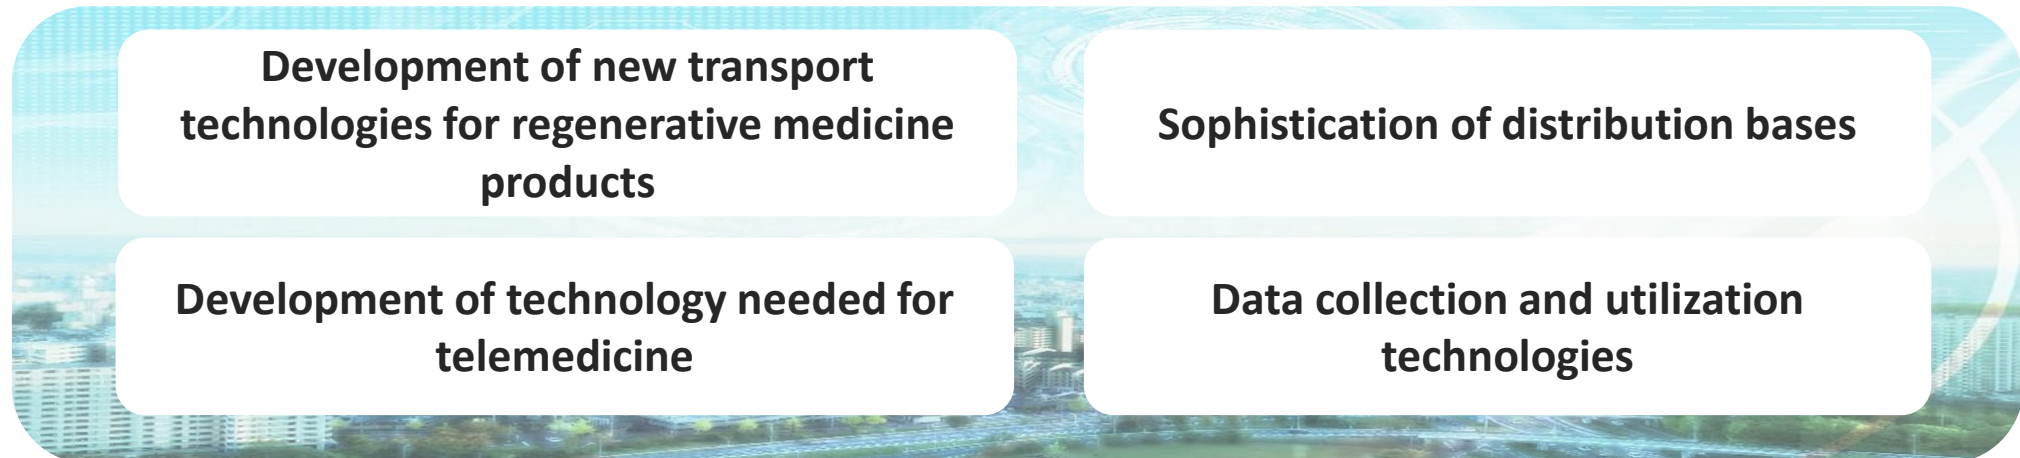 Development of new transport
technologies for regenerative medicine
products
Sophistication of distribution bases
Development of technology needed for
telemedicine
Data collection and utilization
technologies